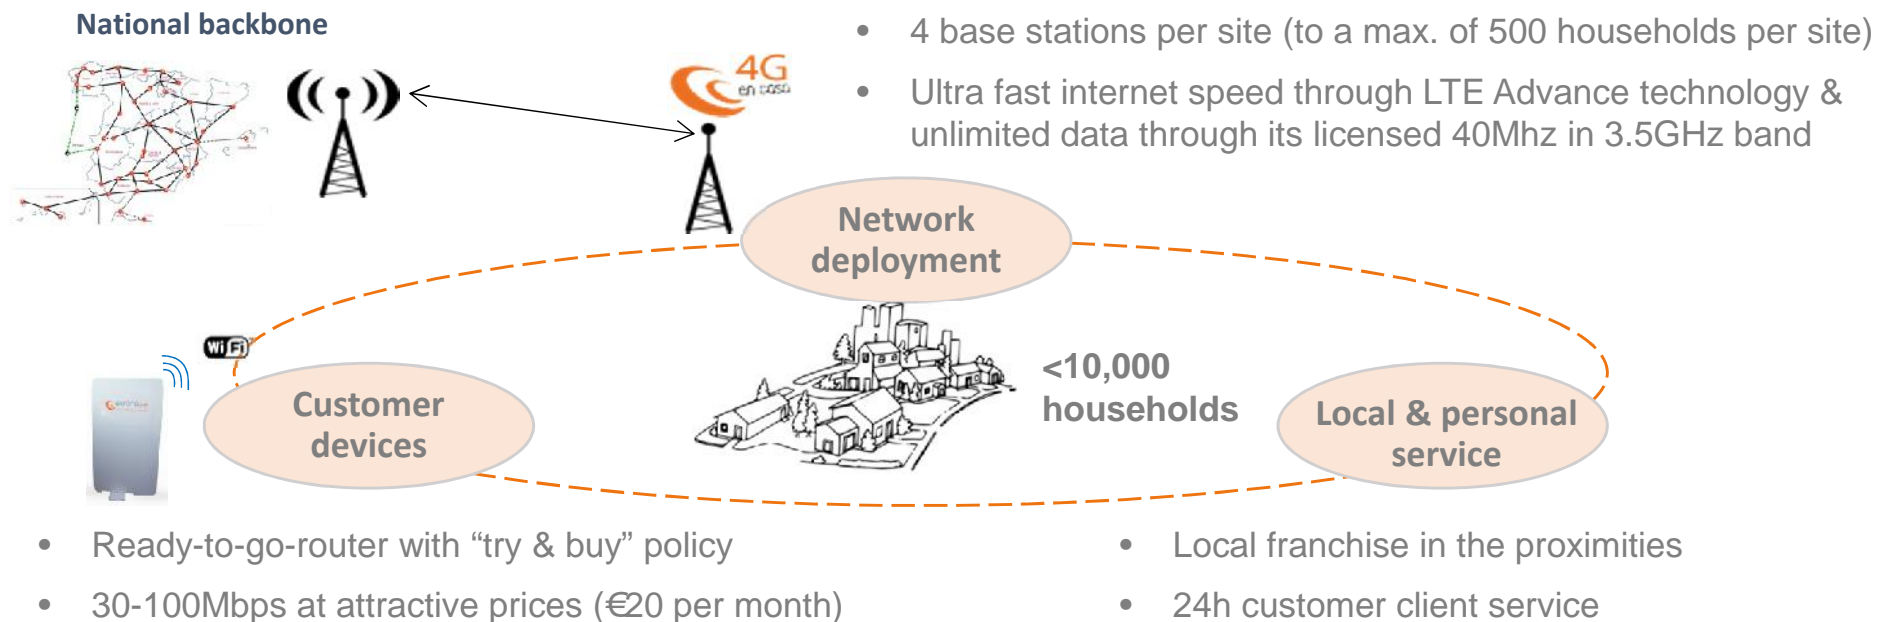 National backbone
4G
en casa
• 4 base stations per site (to a max. of 500 households per site)
• Ultra fast internet speed through LTE Advance technology &
unlimited data through its licensed 40Mhz in 3.5GHz band
Network
deployment
WiFi
<10,000
households
Customer
devices
Local & personal
service
• Ready-to-go-router with “try & buy” policy
• 30-100Mbps at attractive prices (€20 per month)
• Local franchise in the proximities
• 24h customer client service